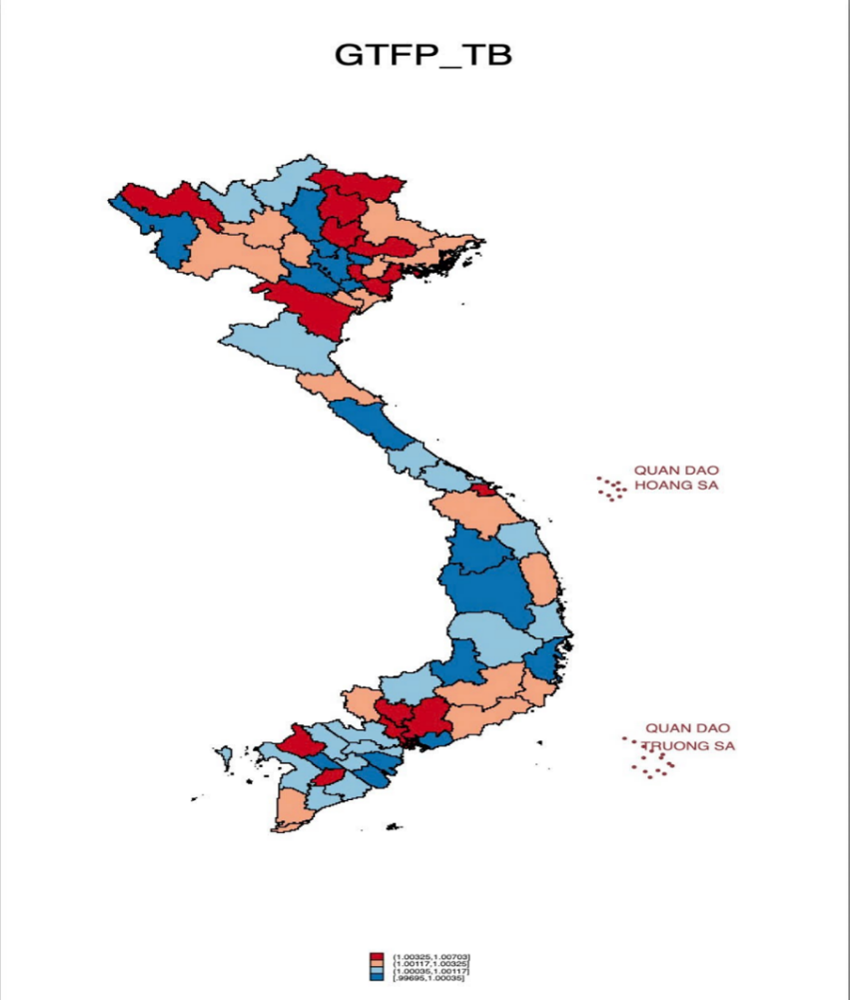 GTFP_TB
QUAN DAO
HOANG SA
QUAN DAO
TRUONG SA
(1.00325,1.00703]
(1.00117,1.00325]
(1.00035,1.00117]
[.99695,1.00035]